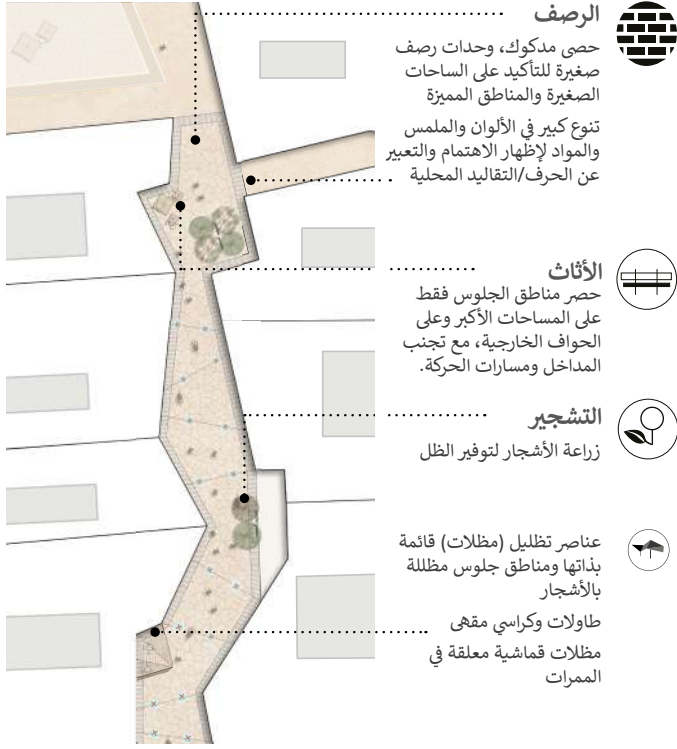 الرصف
حصى مدكوك، وحدات رصف
صغيرة للتأكيد على الساحات
الصغيرة والمناطق المميزة
تنوع كبير في الألوان والملمس
والمواد لإظهار الاهتمام والتعبير
عن الحرف/التقاليد المحلية
الأثاث
حصر مناطق الجلوس فقط
على المساحات الأكبر وعلى
الحواف الخارجية، مع تجنب
المداخل ومسارات الحركة.
التشجير
زراعة الأشجار لتوفير الظل
عناصر تظليل (مظلات) قائمة
بذاتها ومناطق جلوس مظللة
بالأشجار
طاولات وكراسي مقهى
مظلات قماشية معلقة في
الممرات